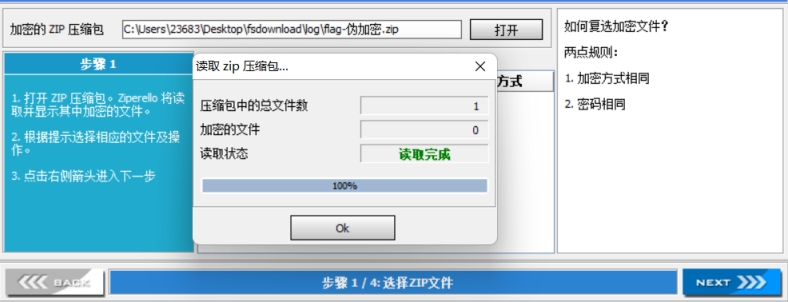 加密的 ZIP 压缩包
C:\Users\23683\Desktop\fsdownload\log\flag-伪加密.zip
打开
步骤 1
1. 打开 ZIP 压缩包。Ziperello 将读
取并显示其中加密的文件。
2. 根据提示选择相应的文件及操
作。
3. 点击右侧箭头进入下一步
读取 zip 压缩包...
压缩包中的总文件数
1
加密的文件
0
读取状态
读取完成
100%
Ok
方式
如何复选加密文件?
两点规则:
1. 加密方式相同
2. 密码相同
BACK
步骤 1 / 4: 选择ZIP文件
NEXT